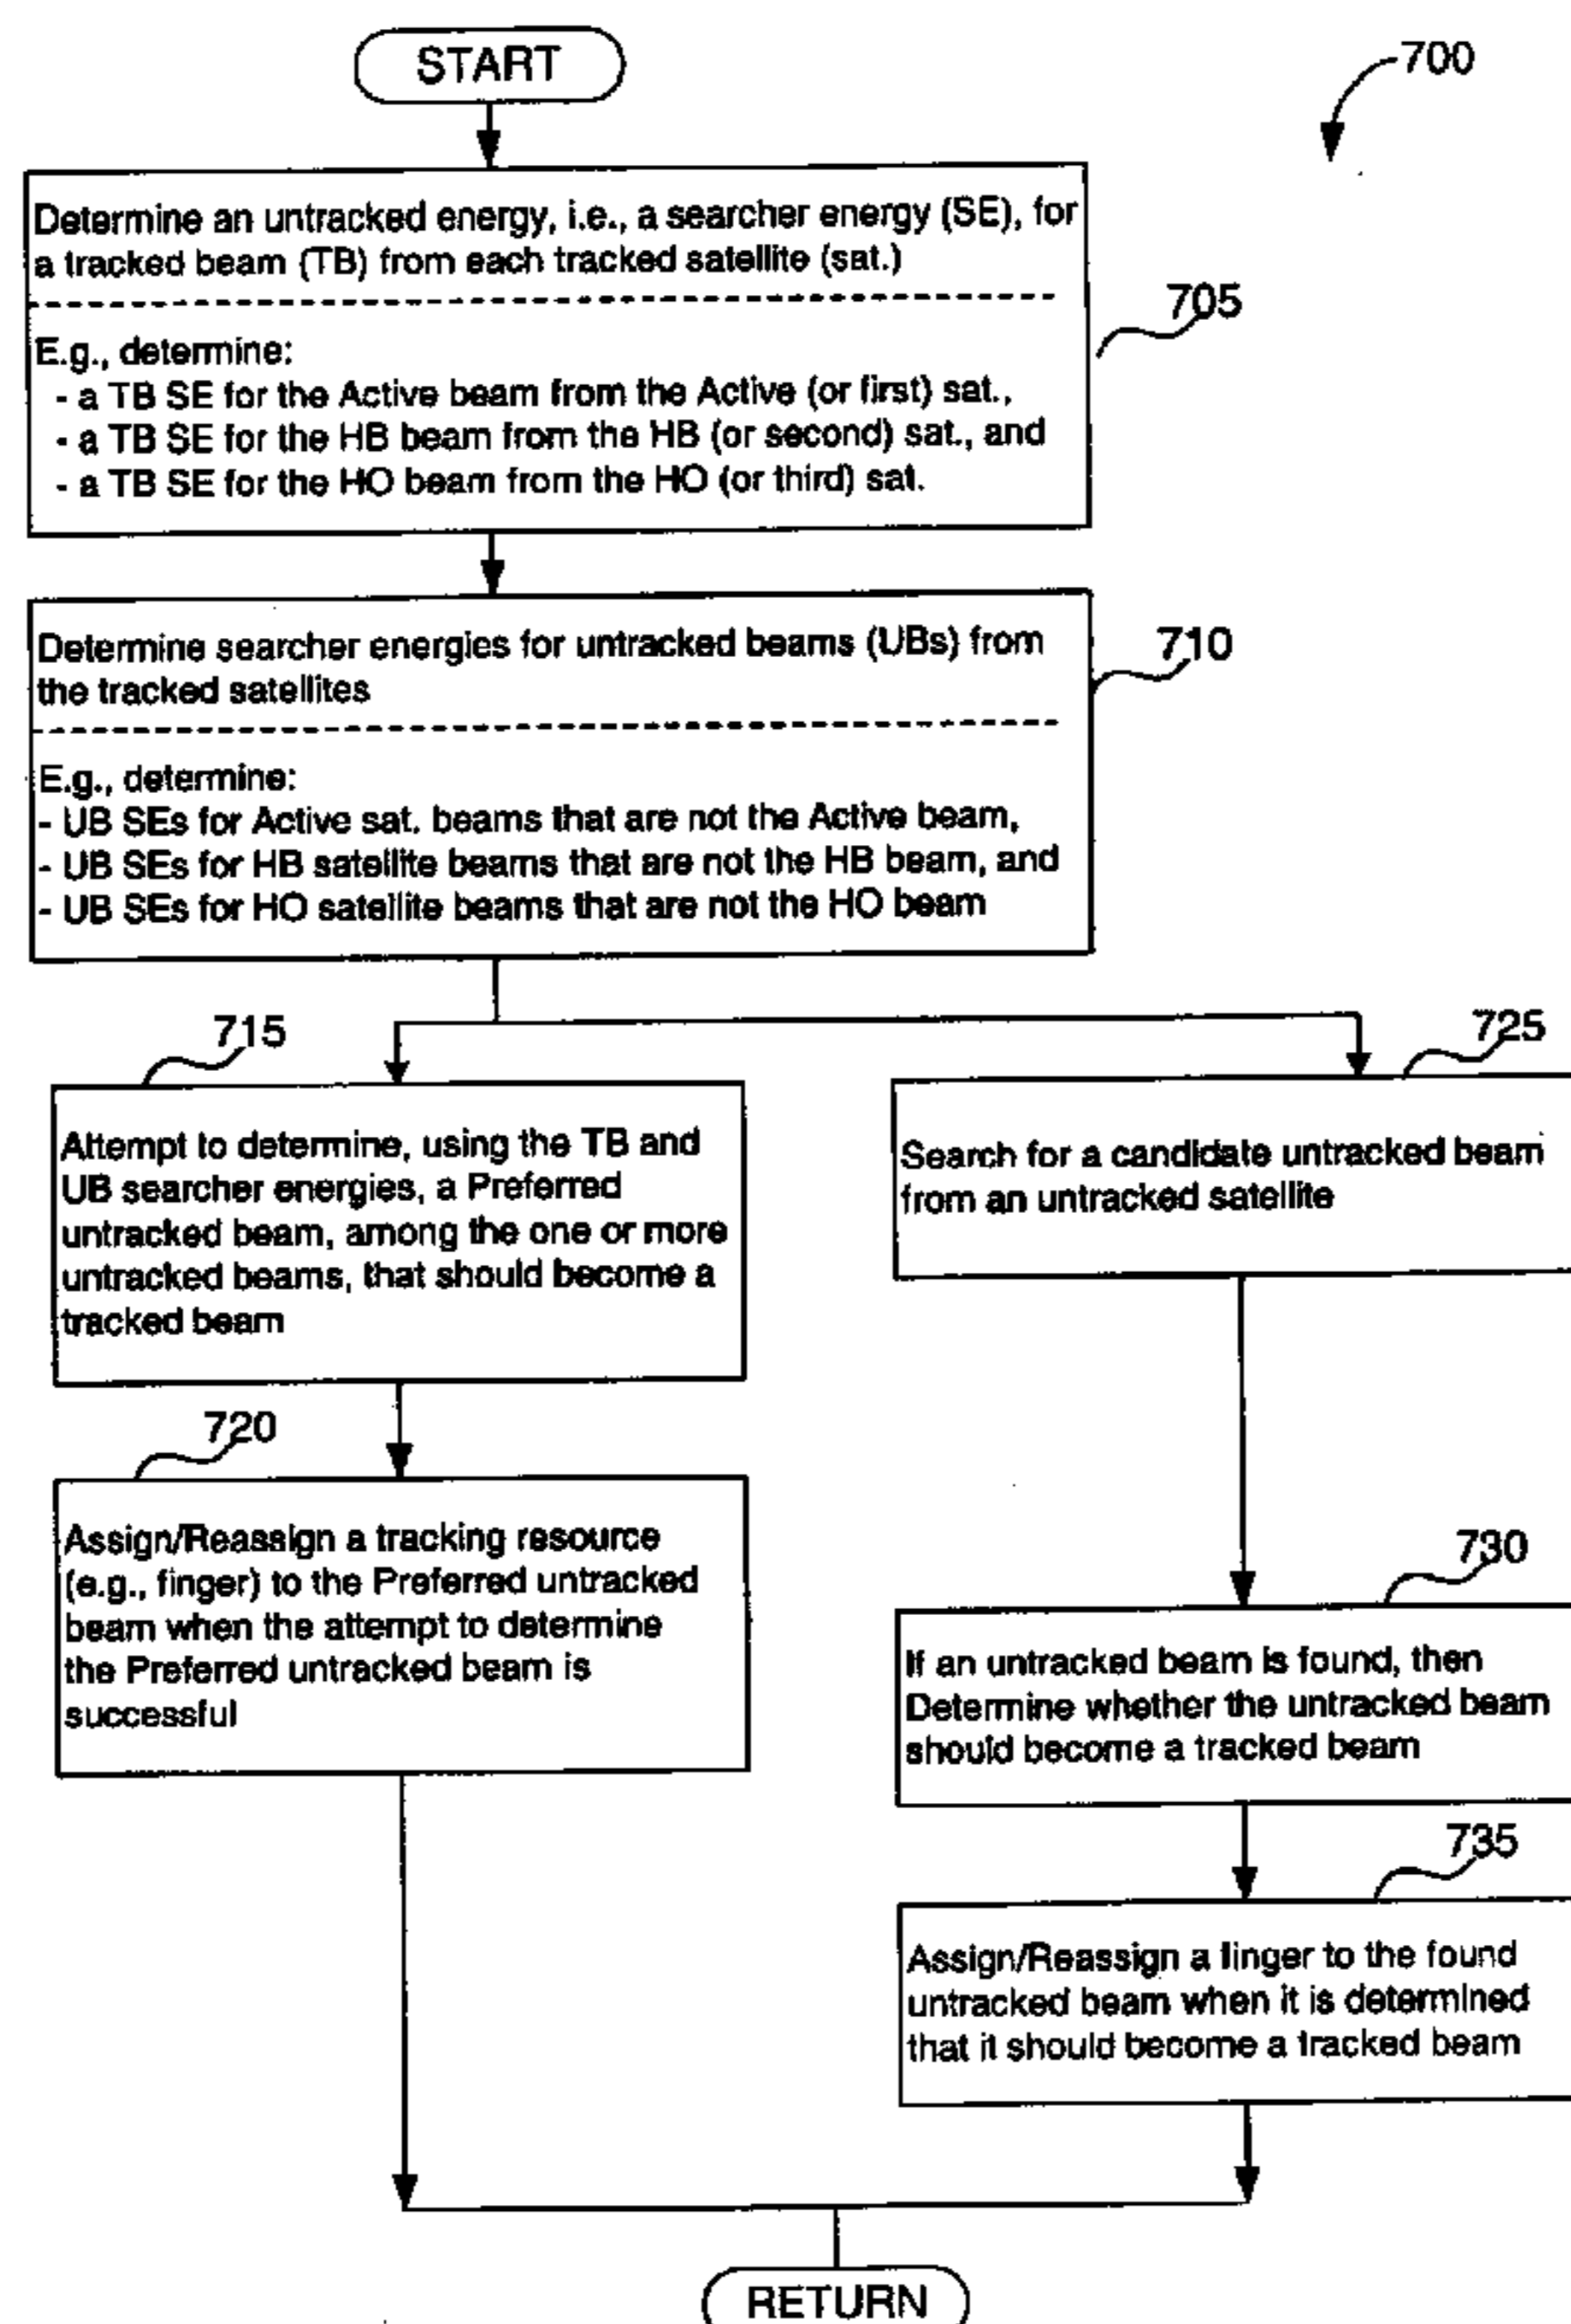 START
700
Determine an untracked energy, i.e., a searcher energy (SE), for
a tracked beam (TB) from each tracked satellite (sat.)
E.g., determine:
- a TB SE for the Active beam from the Active (or first) sat.,
- a TB SE for the HB beam from the HB (or second) sat., and
- a TB SE for the HO beam from the HO (or third) sat.
705
Determine searcher energies for untracked beams (UBs) from
the tracked satellites
E.g., determine:
- UB SEs for Active sat. beams that are not the Active beam,
- UB SEs for HB satellite beams that are not the HB beam, and
- UB SEs for HO satellite beams that are not the HO beam
710
715
Attempt to determine, using the TB and
UB searcher energies, a Preferred
untracked beam, among the one or more
untracked beams, that should become a
tracked beam
720
Assign/Reassign a tracking resource
(e.g., finger) to the Preferred untracked
beam when the attempt to determine
the Preferred untracked beam is
successful
725
Search for a candidate untracked beam
from an untracked satellite
730
If an untracked beam is found, then
Determine whether the untracked beam
should become a tracked beam
735
Assign/Reassign a finger to the found
untracked beam when it is determined
that it should become a tracked beam
RETURN